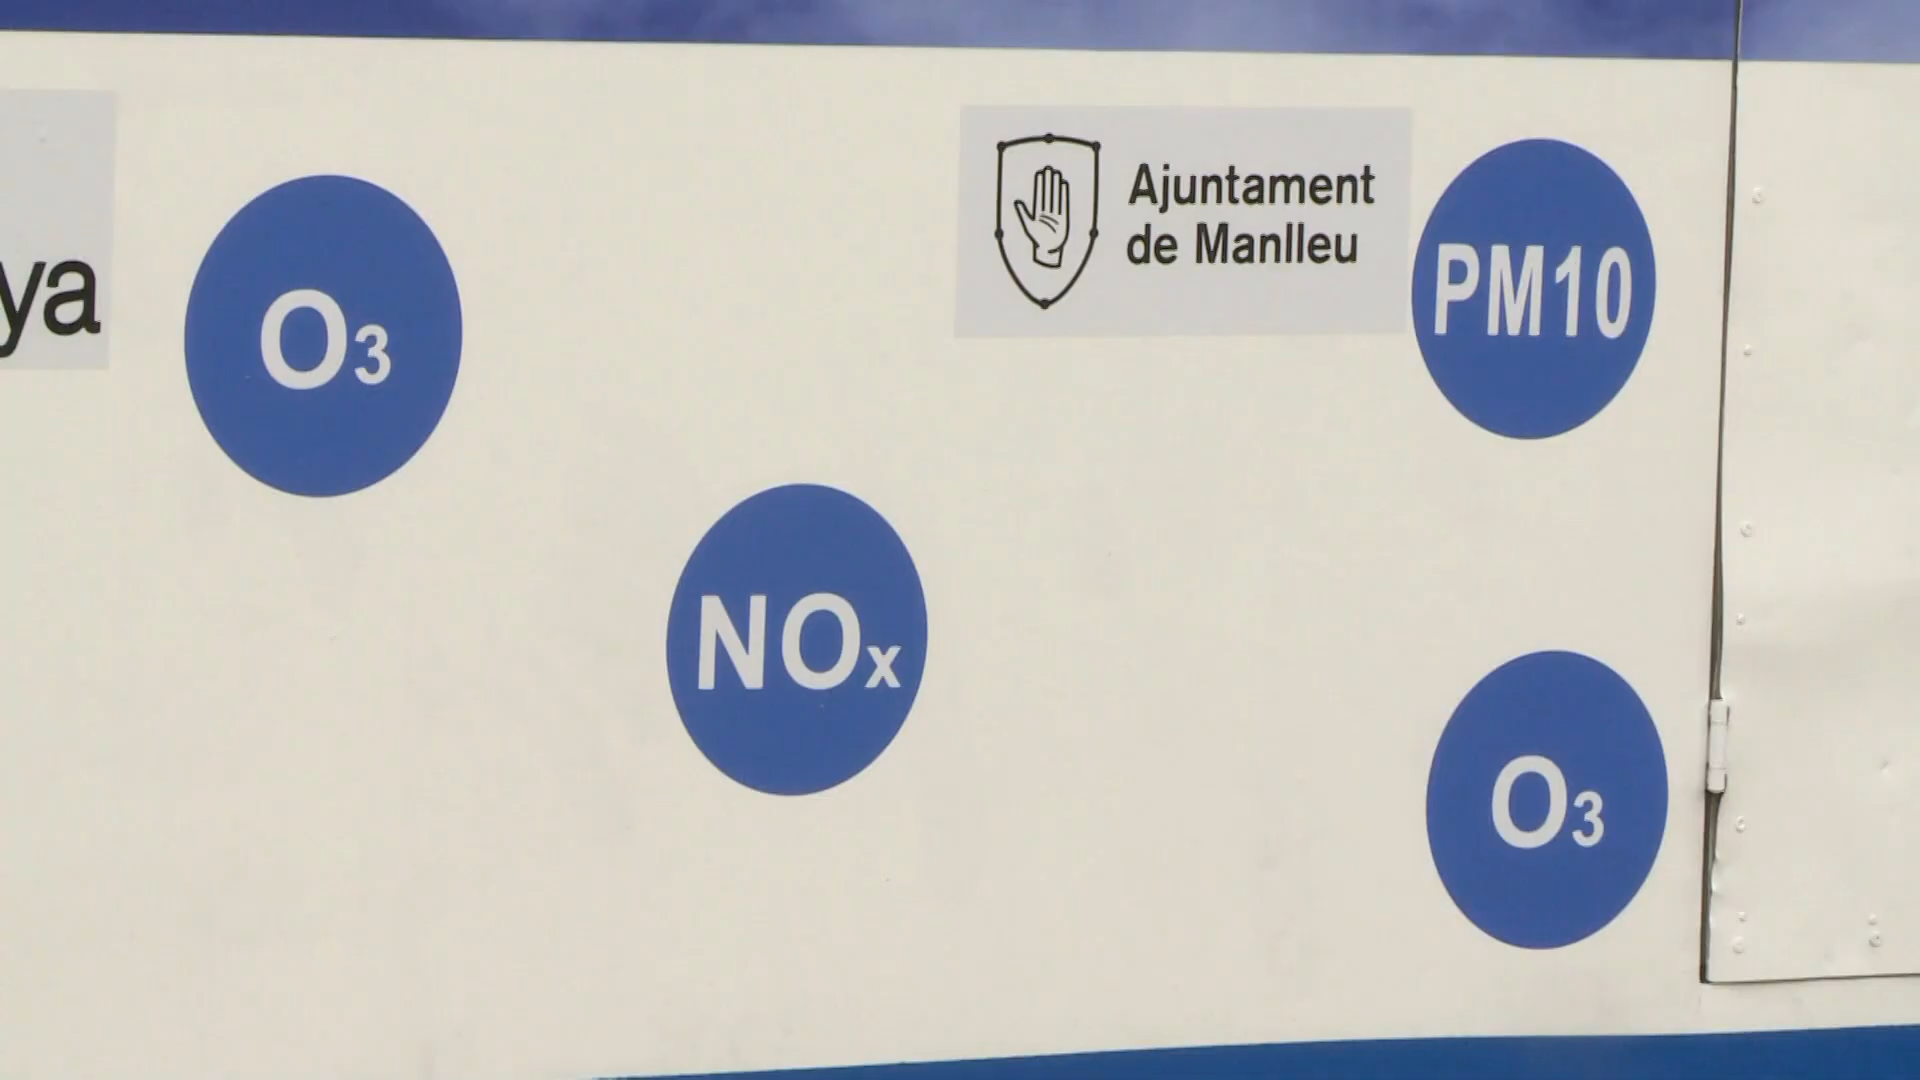 ya
O3
Ajuntament
de Manlleu
PM10
NOx
O3